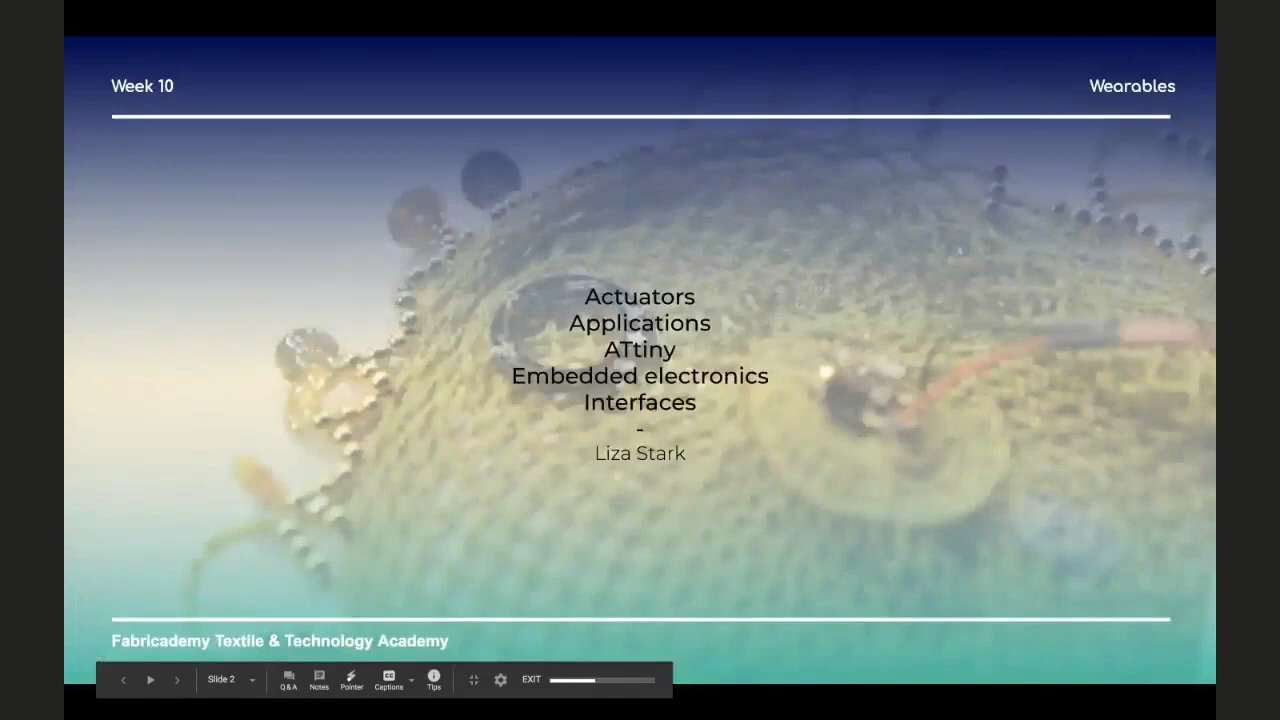 Week 10
Wearables
Actuators
Applications
ATtiny
Embedded electronics
Interfaces
-
Liza Stark
Fabricademy Textile & Technology Academy
Slide 2
Q&A
Notes
Pointer
CC
Captions
Tips
EXIT